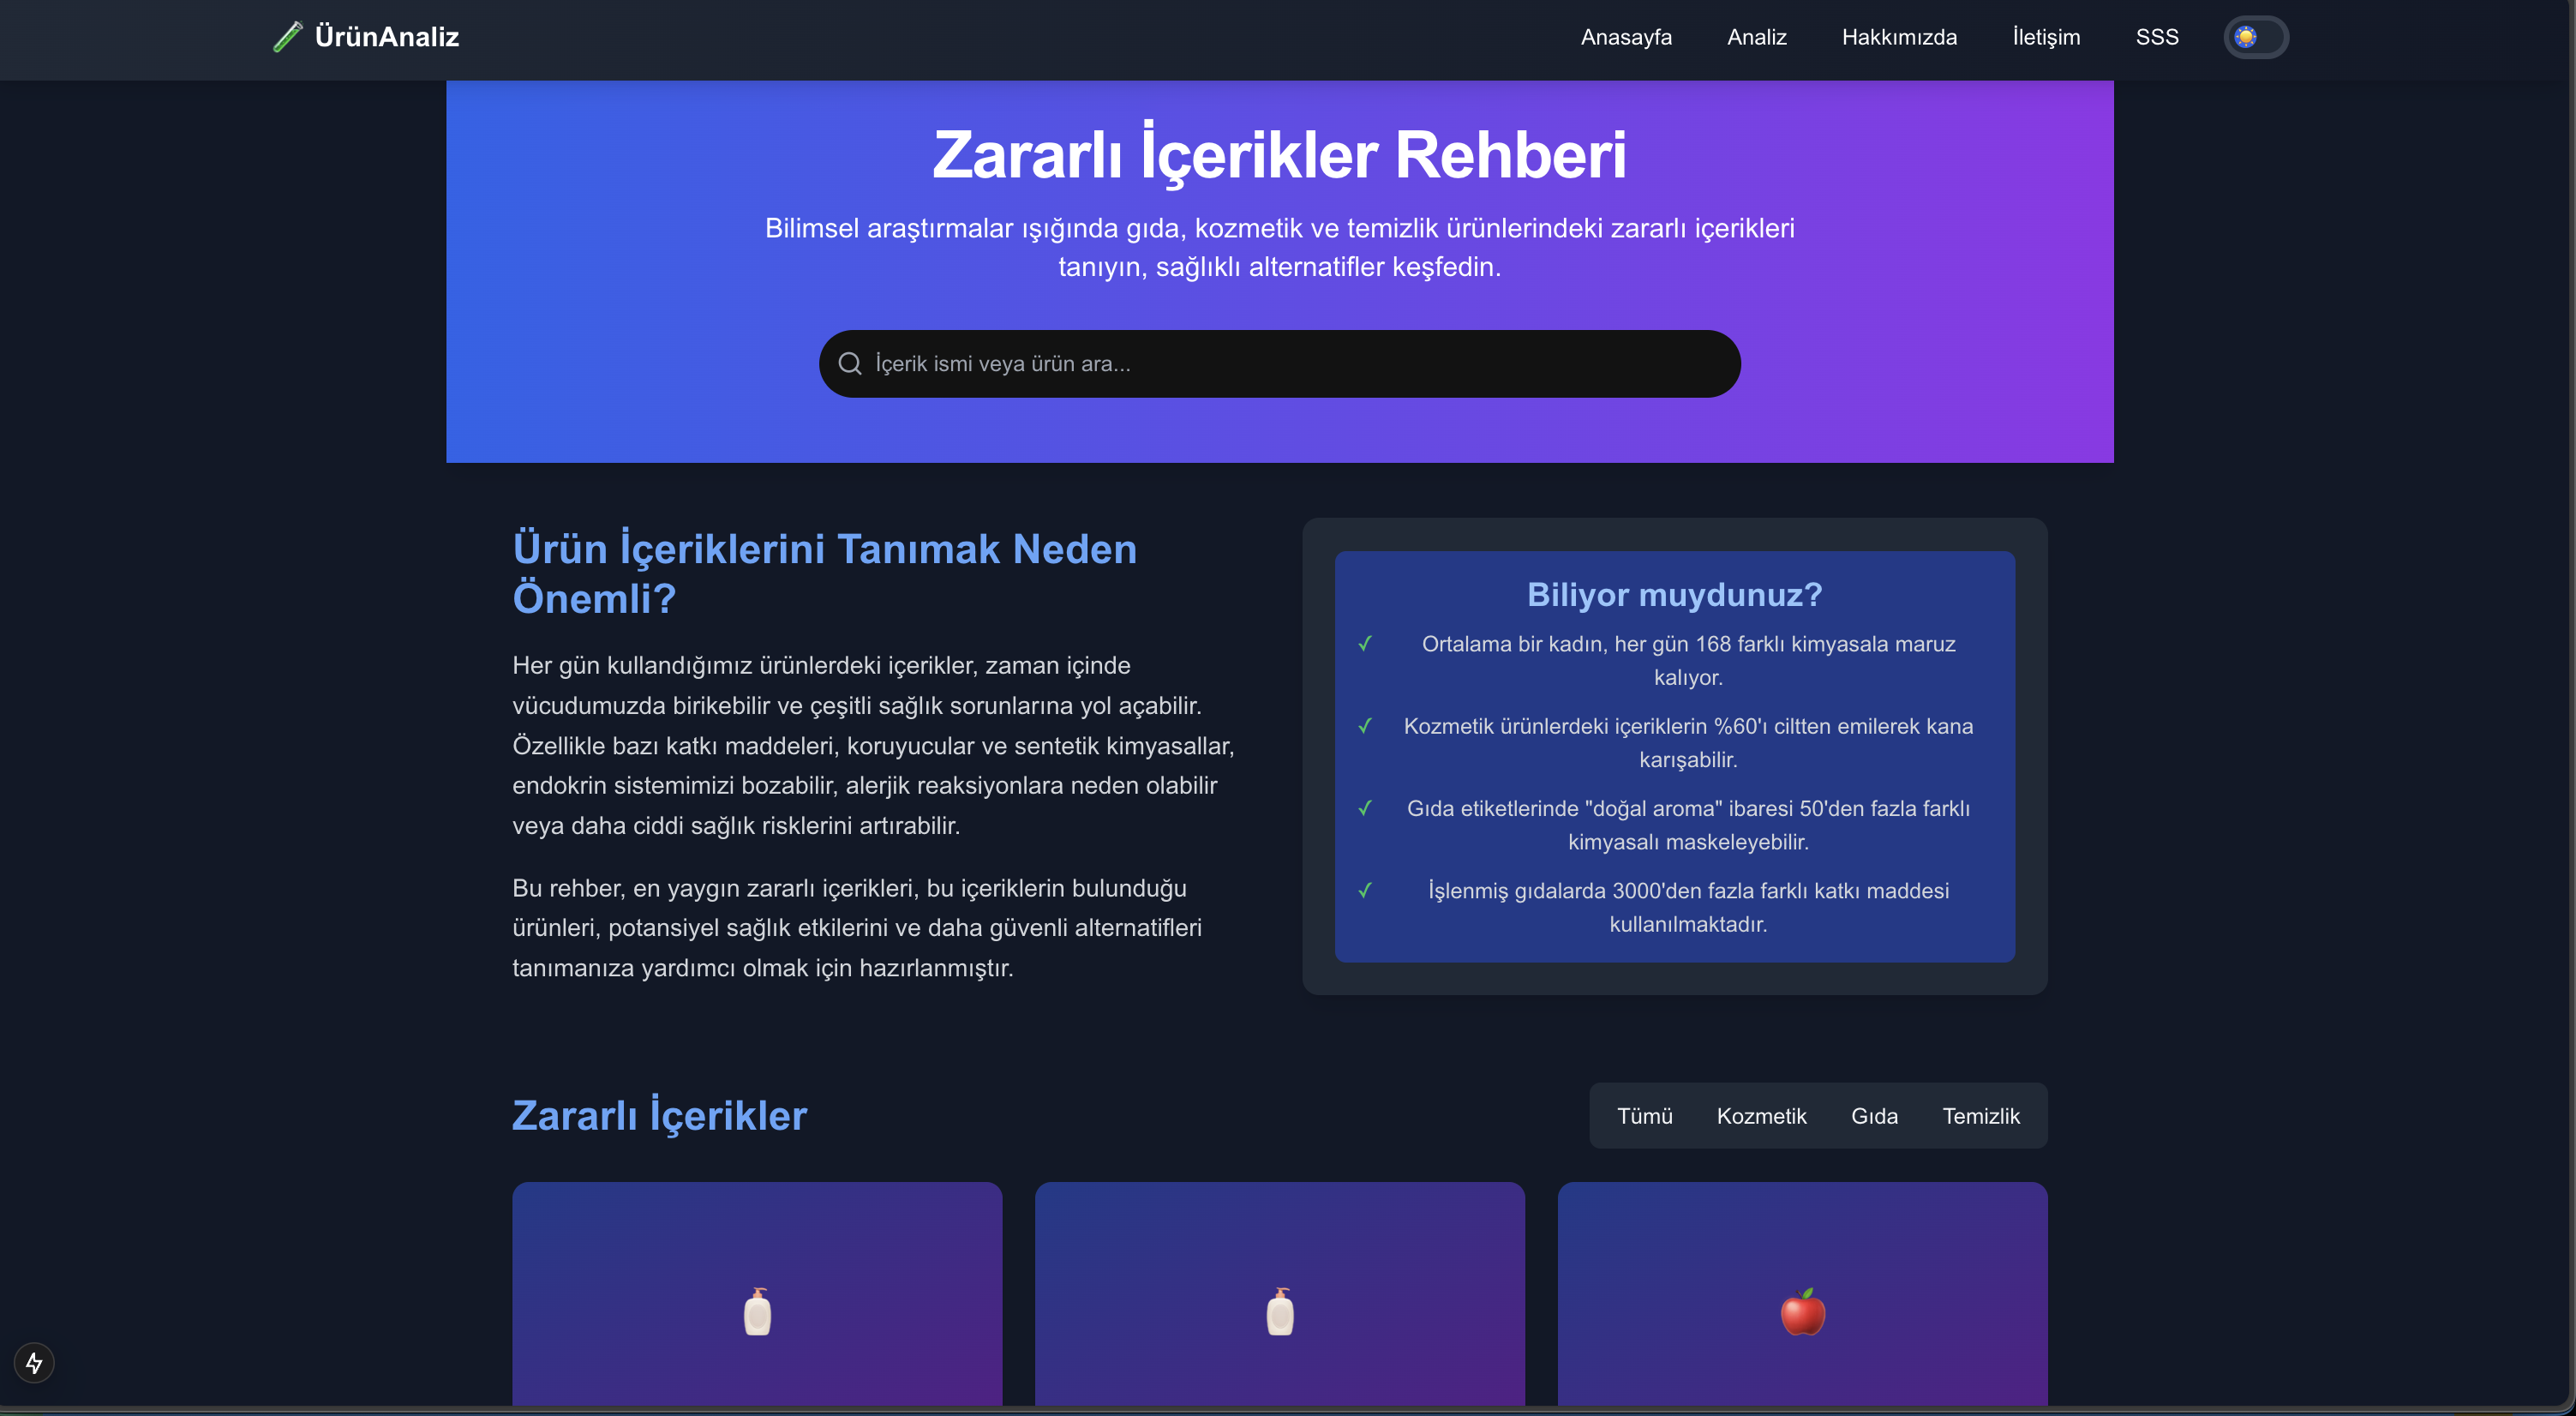 ÜrünAnaliz
Anasayfa
Analiz
Hakkımızda
İletişim
SSS
Zararlı İçerikler Rehberi
Bilimsel araştırmalar ışığında gıda, kozmetik ve temizlik ürünlerindeki zararlı içerikleri
tanıyın, sağlıklı alternatifler keşfedin.
İçerik ismi veya ürün ara...
Ürün İçeriklerini Tanımak Neden
Önemli?
Her gün kullandığımız ürünlerdeki içerikler, zaman içinde
vücudumuzda birikebilir ve çeşitli sağlık sorunlarına yol açabilir.
Özellikle bazı katkı maddeleri, koruyucular ve sentetik kimyasallar,
endokrin sistemimizi bozabilir, alerjik reaksiyonlara neden olabilir
veya daha ciddi sağlık risklerini artırabilir.
Bu rehber, en yaygın zararlı içerikleri, bu içeriklerin bulunduğu
ürünleri, potansiyel sağlık etkilerini ve daha güvenli alternatifleri
tanımanıza yardımcı olmak için hazırlanmıştır.
Biliyor muydunuz?
✓ Ortalama bir kadın, her gün 168 farklı kimyasala maruz
kalıyor.
✓ Kozmetik ürünlerdeki içeriklerin %60'ı ciltten emilerek kana
karışabilir.
✓ Gıda etiketlerinde "doğal aroma" ibaresi 50'den fazla farklı
kimyasalı maskeleyebilir.
✓ İşlenmiş gıdalarda 3000'den fazla farklı katkı maddesi
kullanılmaktadır.
Zararlı İçerikler
Tümü
Kozmetik
Gıda
Temizlik